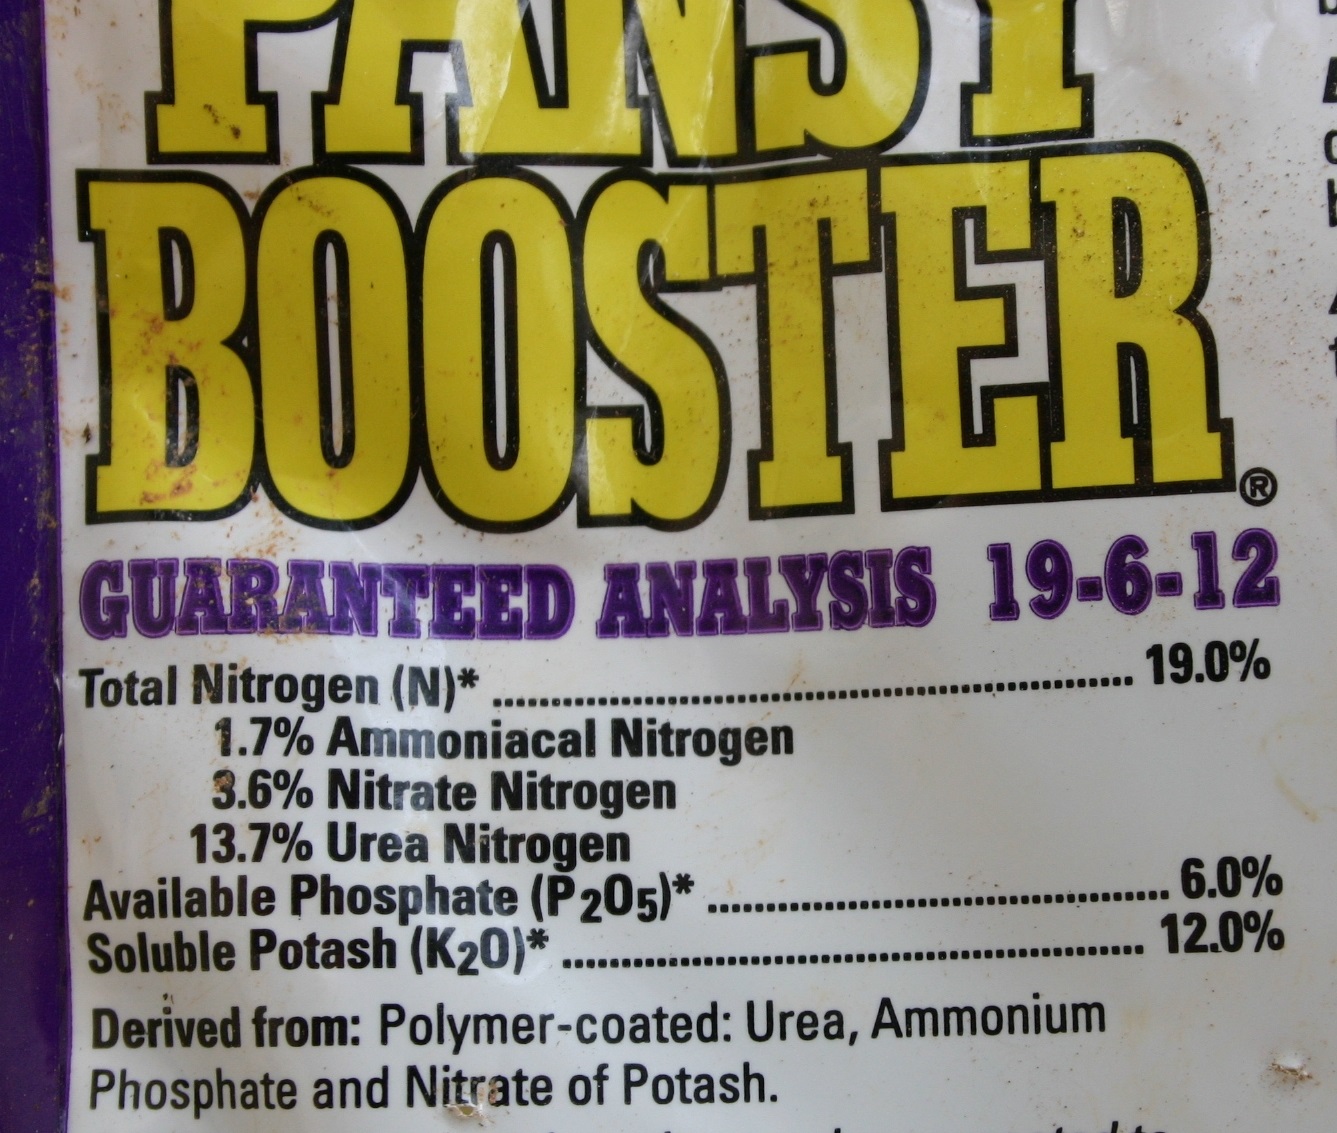 PANSY
BOOSTER®
GUARANTEED ANALYSIS 19-6-12
Total Nitrogen (N)* ........................................................................ 19.0%
1.7% Ammoniacal Nitrogen
3.6% Nitrate Nitrogen
13.7% Urea Nitrogen
Available Phosphate (P2O5)* .................................................... 6.0%
Soluble Potash (K2O)* ................................................................. 12.0%
Derived from: Polymer-coated: Urea, Ammonium
Phosphate and Nitrate of Potash.